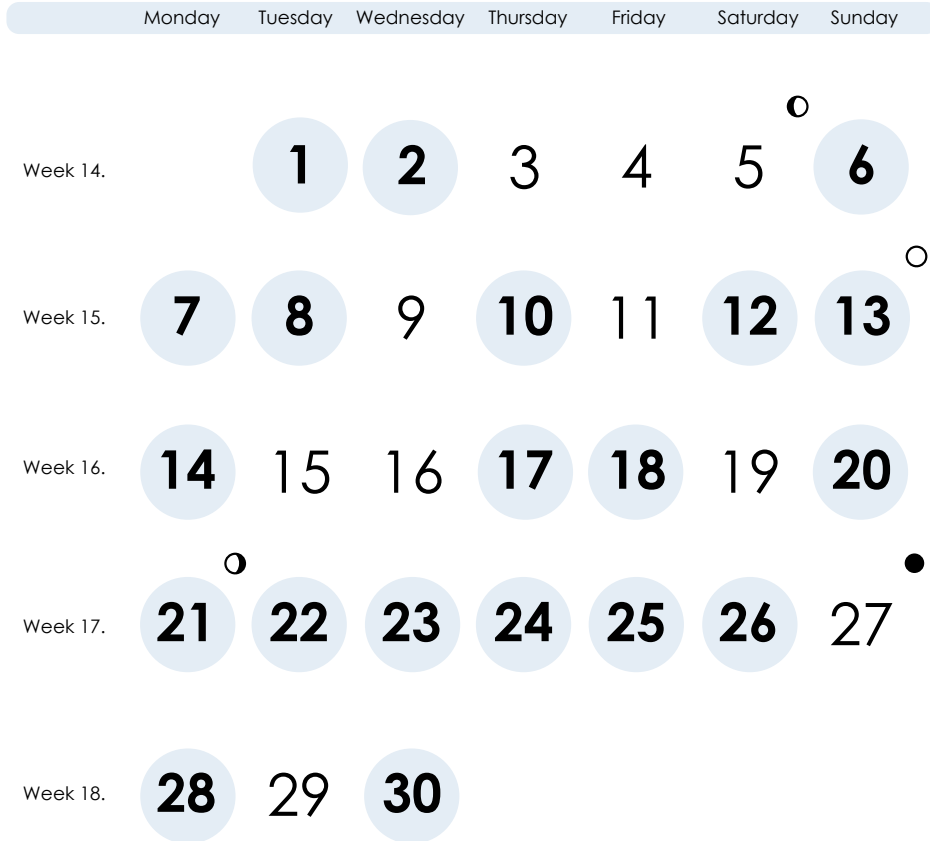 Monday Tuesday Wednesday Thursday Friday Saturday Sunday
Week 14. 1 2 3 4 5 6
Week 15. 7 8 9 10 11 12 13
Week 16. 14 15 16 17 18 19 20
Week 17. 21 22 23 24 25 26 27
Week 18. 28 29 30